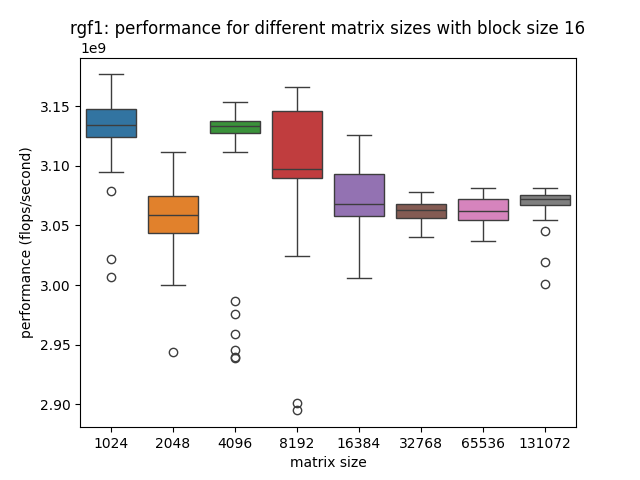 rgf1: performance for different matrix sizes with block size 16
1e9
3.15
3.10
3.05
3.00
2.95
2.90
performance (flops/second)
1024 2048 4096 8192 16384 32768 65536 131072
matrix size